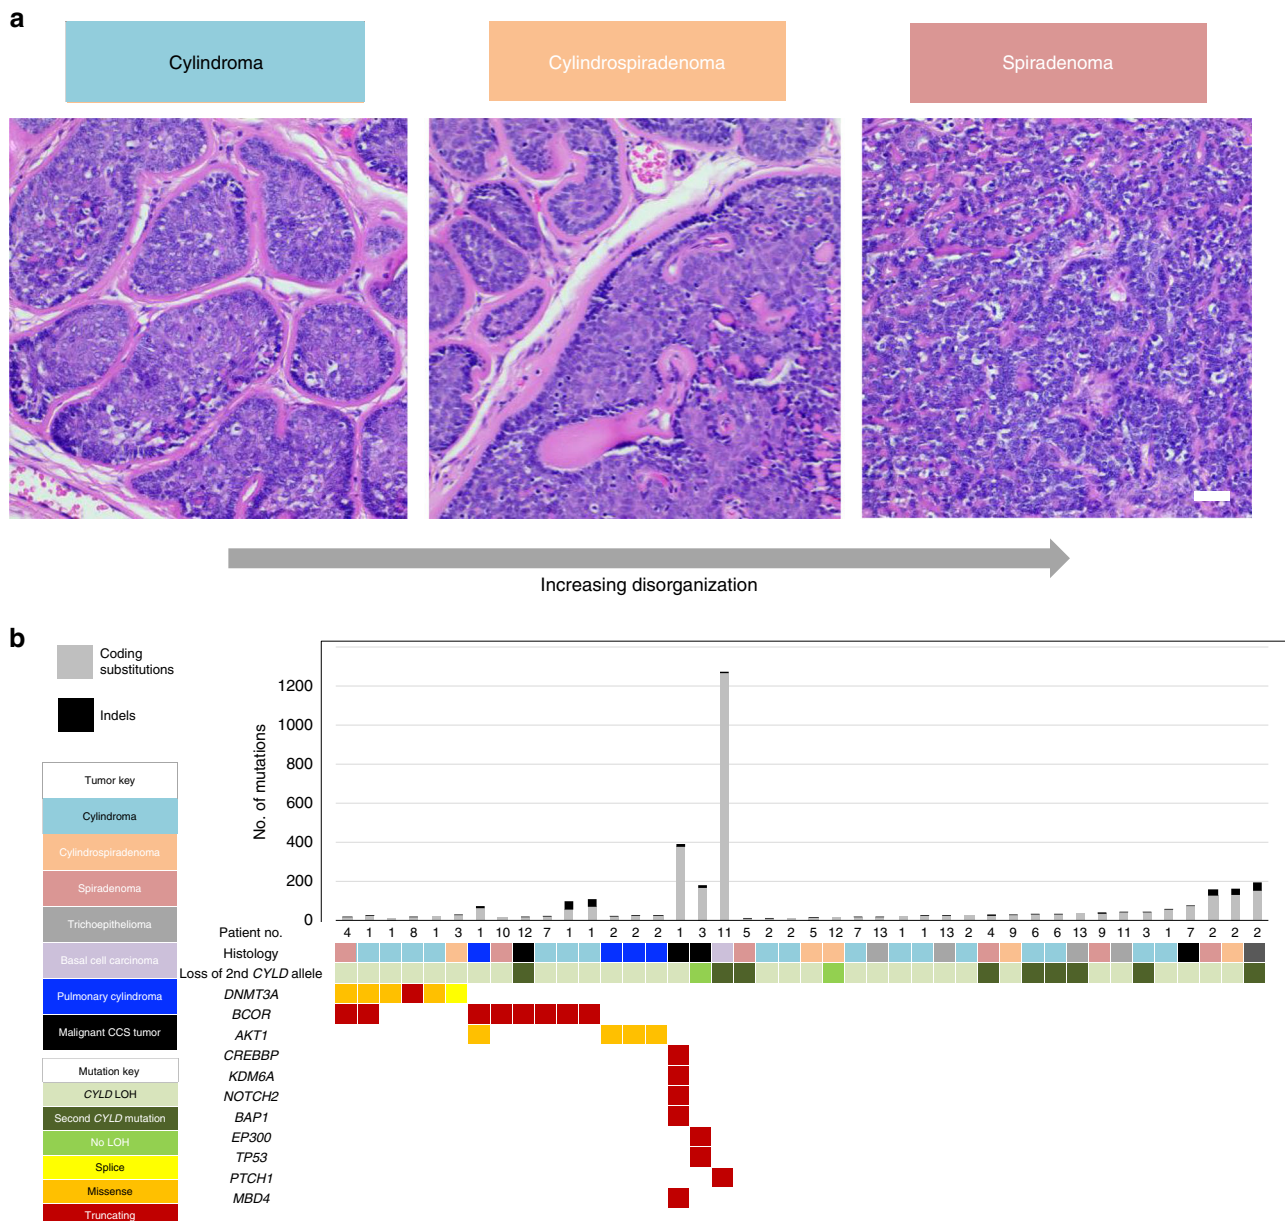 a
Cylindroma
Cylindrospiradenoma
Spiradenoma
Increasing disorganization
b
Coding
substitutions
Indels
Tumor key
Cylindroma
Cylindrospiradenoma
Spiradenoma
Trichoepithelioma
Basal cell carcinoma
Pulmonary cylindroma
Malignant CCS tumor
Mutation key
CYLD LOH
Second CYLD mutation
No LOH
Splice
Missense
Truncating
No. of mutations
1200
1000
800
600
400
200
0
Patient no. 4 1 1 8 1 3 1 10 12 7 1 1 2 2 2 1 3 11 5 2 2 5 12 7 13 1 1 13 2 4 9 6 6 13 9 11 3 1 7 2 2 2
Histology
Loss of 2nd CYLD allele
DNMT3A
BCOR
AKT1
CREBBP
KDM6A
NOTCH2
BAP1
EP300
TP53
PTCH1
MBD4